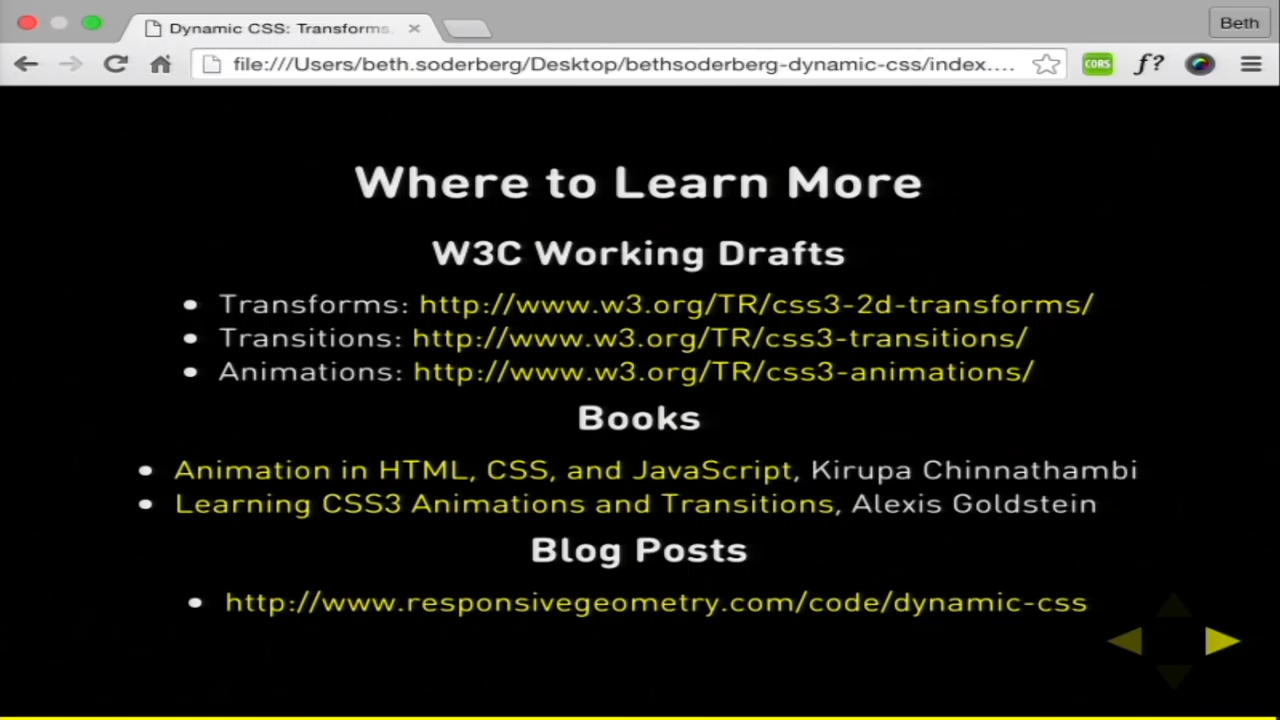 Dynamic CSS: Transforms,
Beth
file:///Users/beth.soderberg/Desktop/bethsoderberg-dynamic-css/index....
CORS
f?
Where to Learn More
W3C Working Drafts
Transforms: http://www.w3.org/TR/css3-2d-transforms/
Transitions: http://www.w3.org/TR/css3-transitions/
Animations: http://www.w3.org/TR/css3-animations/
Books
Animation in HTML, CSS, and JavaScript, Kirupa Chinnathambi
Learning CSS3 Animations and Transitions, Alexis Goldstein
Blog Posts
http://www.responsivegeometry.com/code/dynamic-css